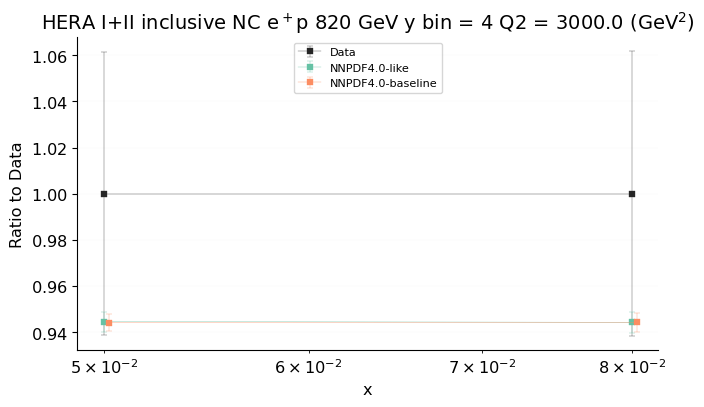 HERA I+II inclusive NC e⁺p 820 GeV y bin = 4 Q2 = 3000.0 (GeV²)
Data
NNPDF4.0-like
NNPDF4.0-baseline
Ratio to Data
1.06
1.04
1.02
1.00
0.98
0.96
0.94
5 × 10⁻² 6 × 10⁻² 7 × 10⁻² 8 × 10⁻²
x